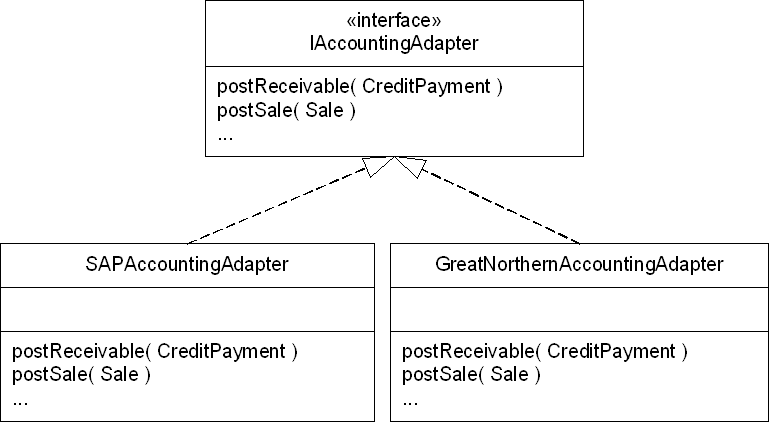 «interface»
IAccountingAdapter
postReceivable( CreditPayment )
postSale( Sale )
...
SAPAccountingAdapter
postReceivable( CreditPayment )
postSale( Sale )
...
GreatNorthernAccountingAdapter
postReceivable( CreditPayment )
postSale( Sale )
...